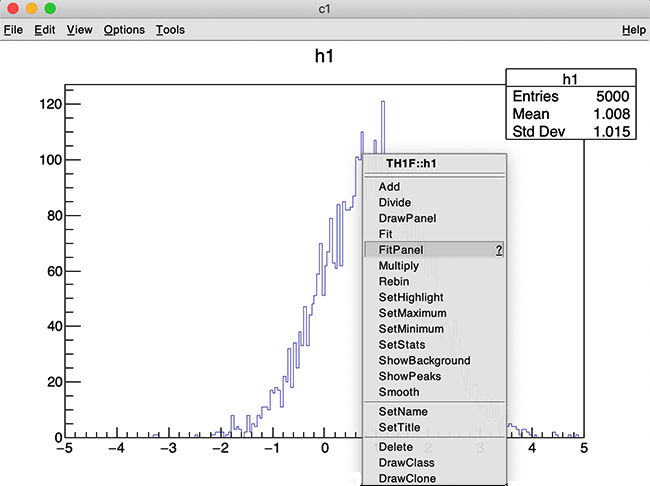 c1
File Edit View Options Tools Help
h1
h1
Entries 5000
Mean 1.008
Std Dev 1.015
120
100
80
60
40
20
0
−5 −4 −3 −2 −1 0 1 2 3 4 5
TH1F::h1
Add
Divide
DrawPanel
Fit
FitPanel ?
Multiply
Rebin
SetHighlight
SetMaximum
SetMinimum
SetStats
ShowBackground
ShowPeaks
Smooth
SetName
SetTitle
Delete
DrawClass
DrawClone